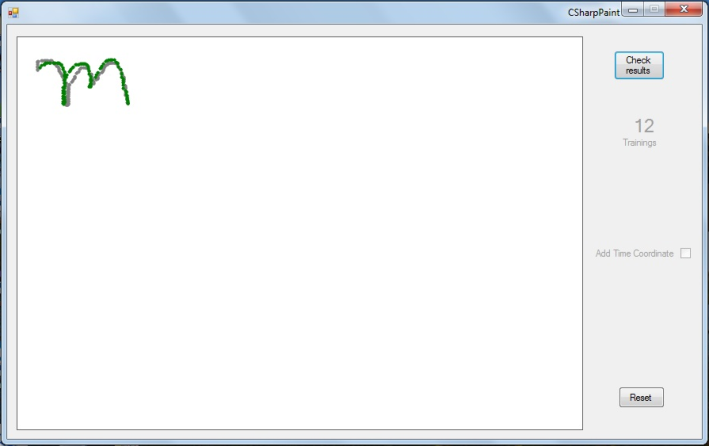 CSharpPaint
m
Check
results
12
Trainings
Add Time Coordinate
Reset